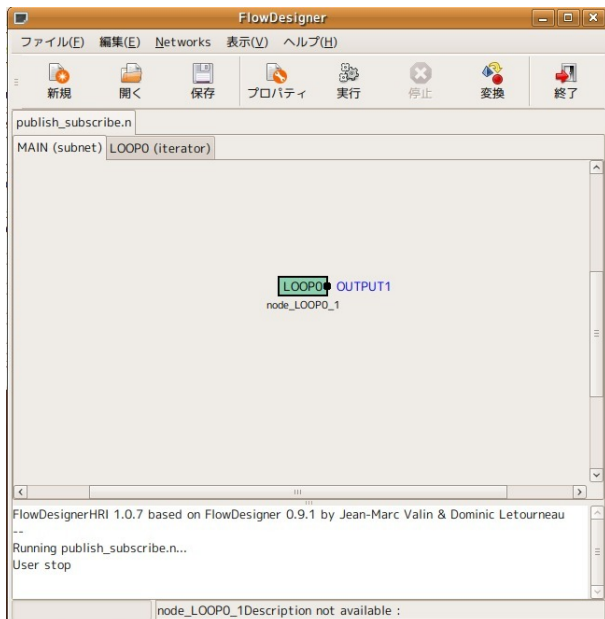 FlowDesigner
ファイル(F) 編集(E) Networks 表示(V) ヘルプ(H)
新規 開く 保存 プロパティ 実行 停止 変換 終了
publish_subscribe.n
MAIN (subnet) LOOP0 (iterator)
LOOP0 OUTPUT1
node_LOOP0_1
FlowDesignerHRI 1.0.7 based on FlowDesigner 0.9.1 by Jean-Marc Valin & Dominic Letourneau
--
Running publish_subscribe.n...
User stop
node_LOOP0_1Description not available :